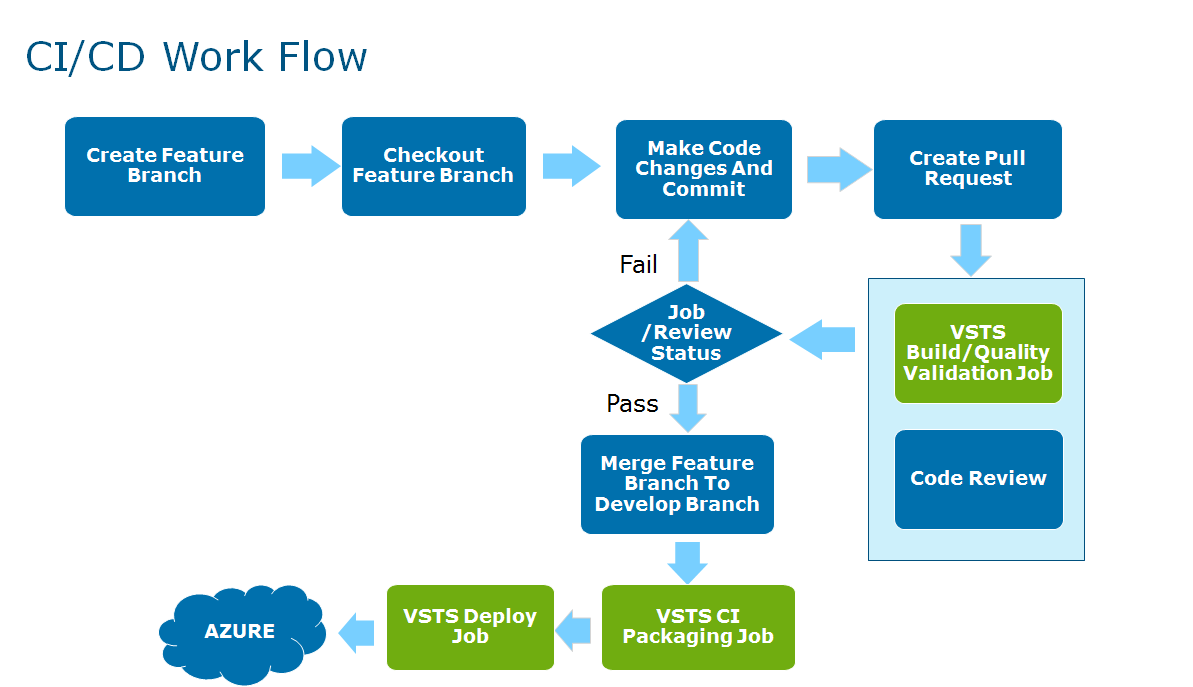 CI/CD Work Flow
Create Feature
Branch
Checkout
Feature Branch
Make Code
Changes And
Commit
Create Pull
Request
Fail
Job
/Review
Status
VSTS
Build/Quality
Validation Job
Pass
Code Review
Merge Feature
Branch To
Develop Branch
VSTS CI
Packaging Job
VSTS Deploy
Job
AZURE